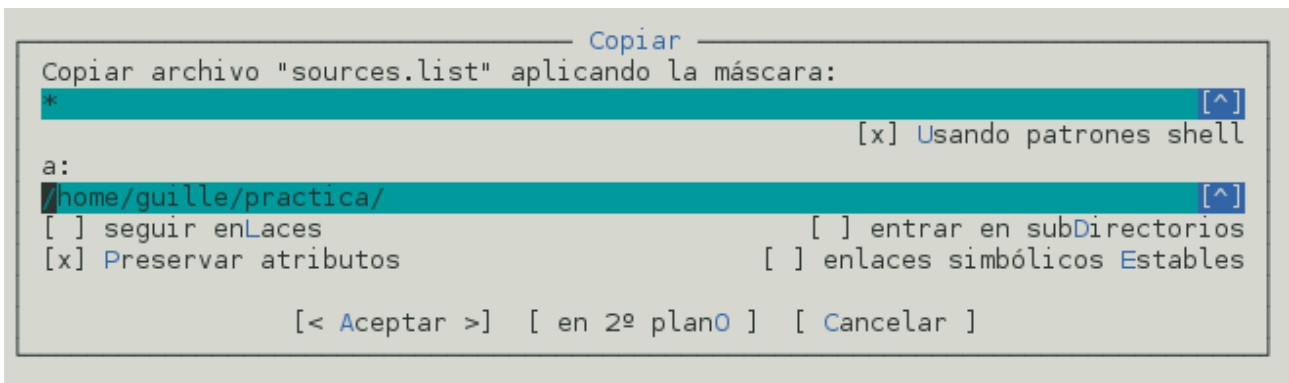 Copiar
Copiar archivo "sources.list" aplicando la máscara:
* [^]
[x] Usando patrones shell
a:
/home/guille/practica/ [^]
[ ] seguir enLaces [ ] entrar en subDirectorios
[x] Preservar atributos [ ] enlaces simbólicos Estables
[< Aceptar >] [ en 2º planO ] [ Cancelar ]